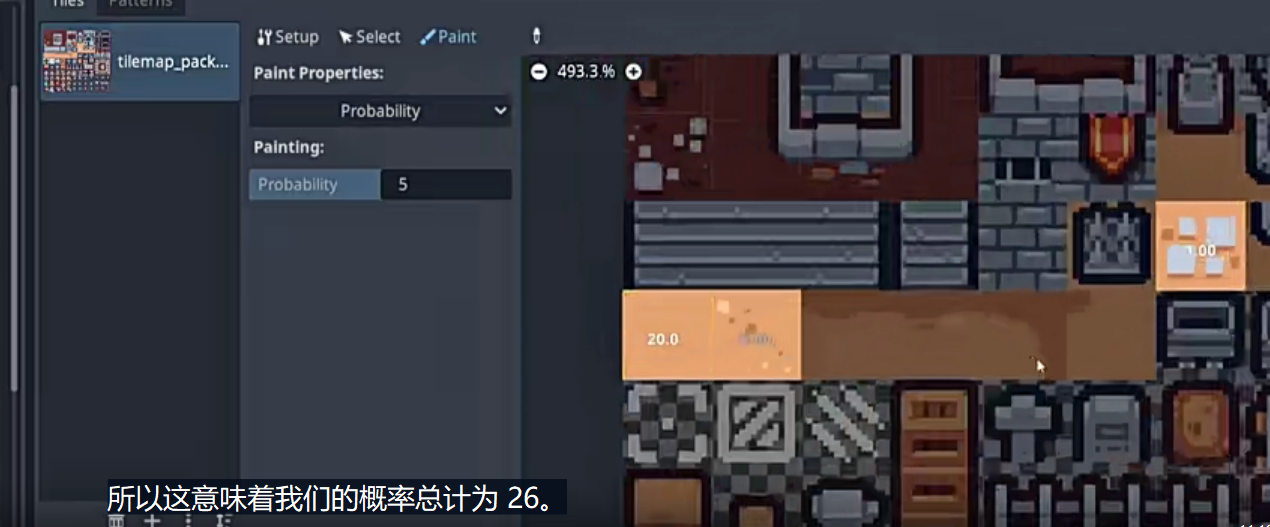 Tiles Patterns
tilemap_pack...
Setup Select Paint
Paint Properties:
Probability
Painting:
Probability 5
493.3% 
1.00
20.0
所以这意味着我们的概率总计为 26。